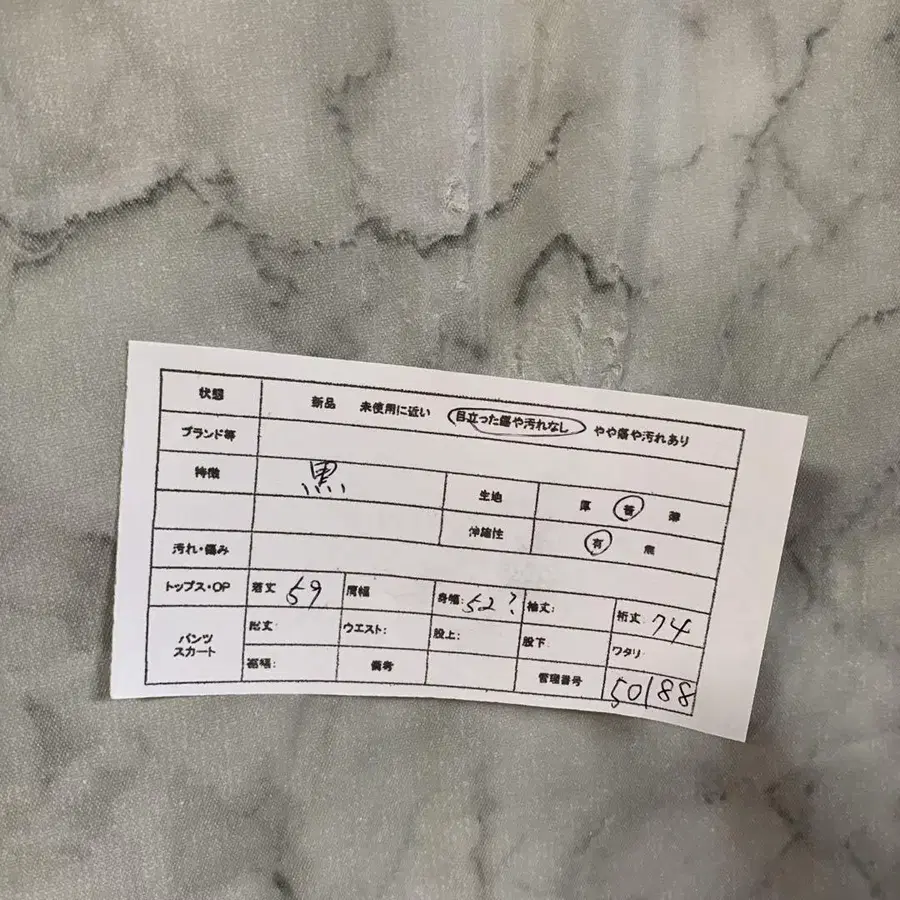 状態 新品 未使用に近い 目立った傷や汚れなし やや傷や汚れあり
ブランド等
特徴 黒 生地 厚 普 薄
伸縮性 有 無
汚れ・傷み
トップス・OP 着丈 59 肩幅 身幅: 52? 袖丈: 裄丈: 74
パンツ スカート 総丈: ウエスト: 股上: 股下: ワタリ
裾幅: 備考 管理番号 50188